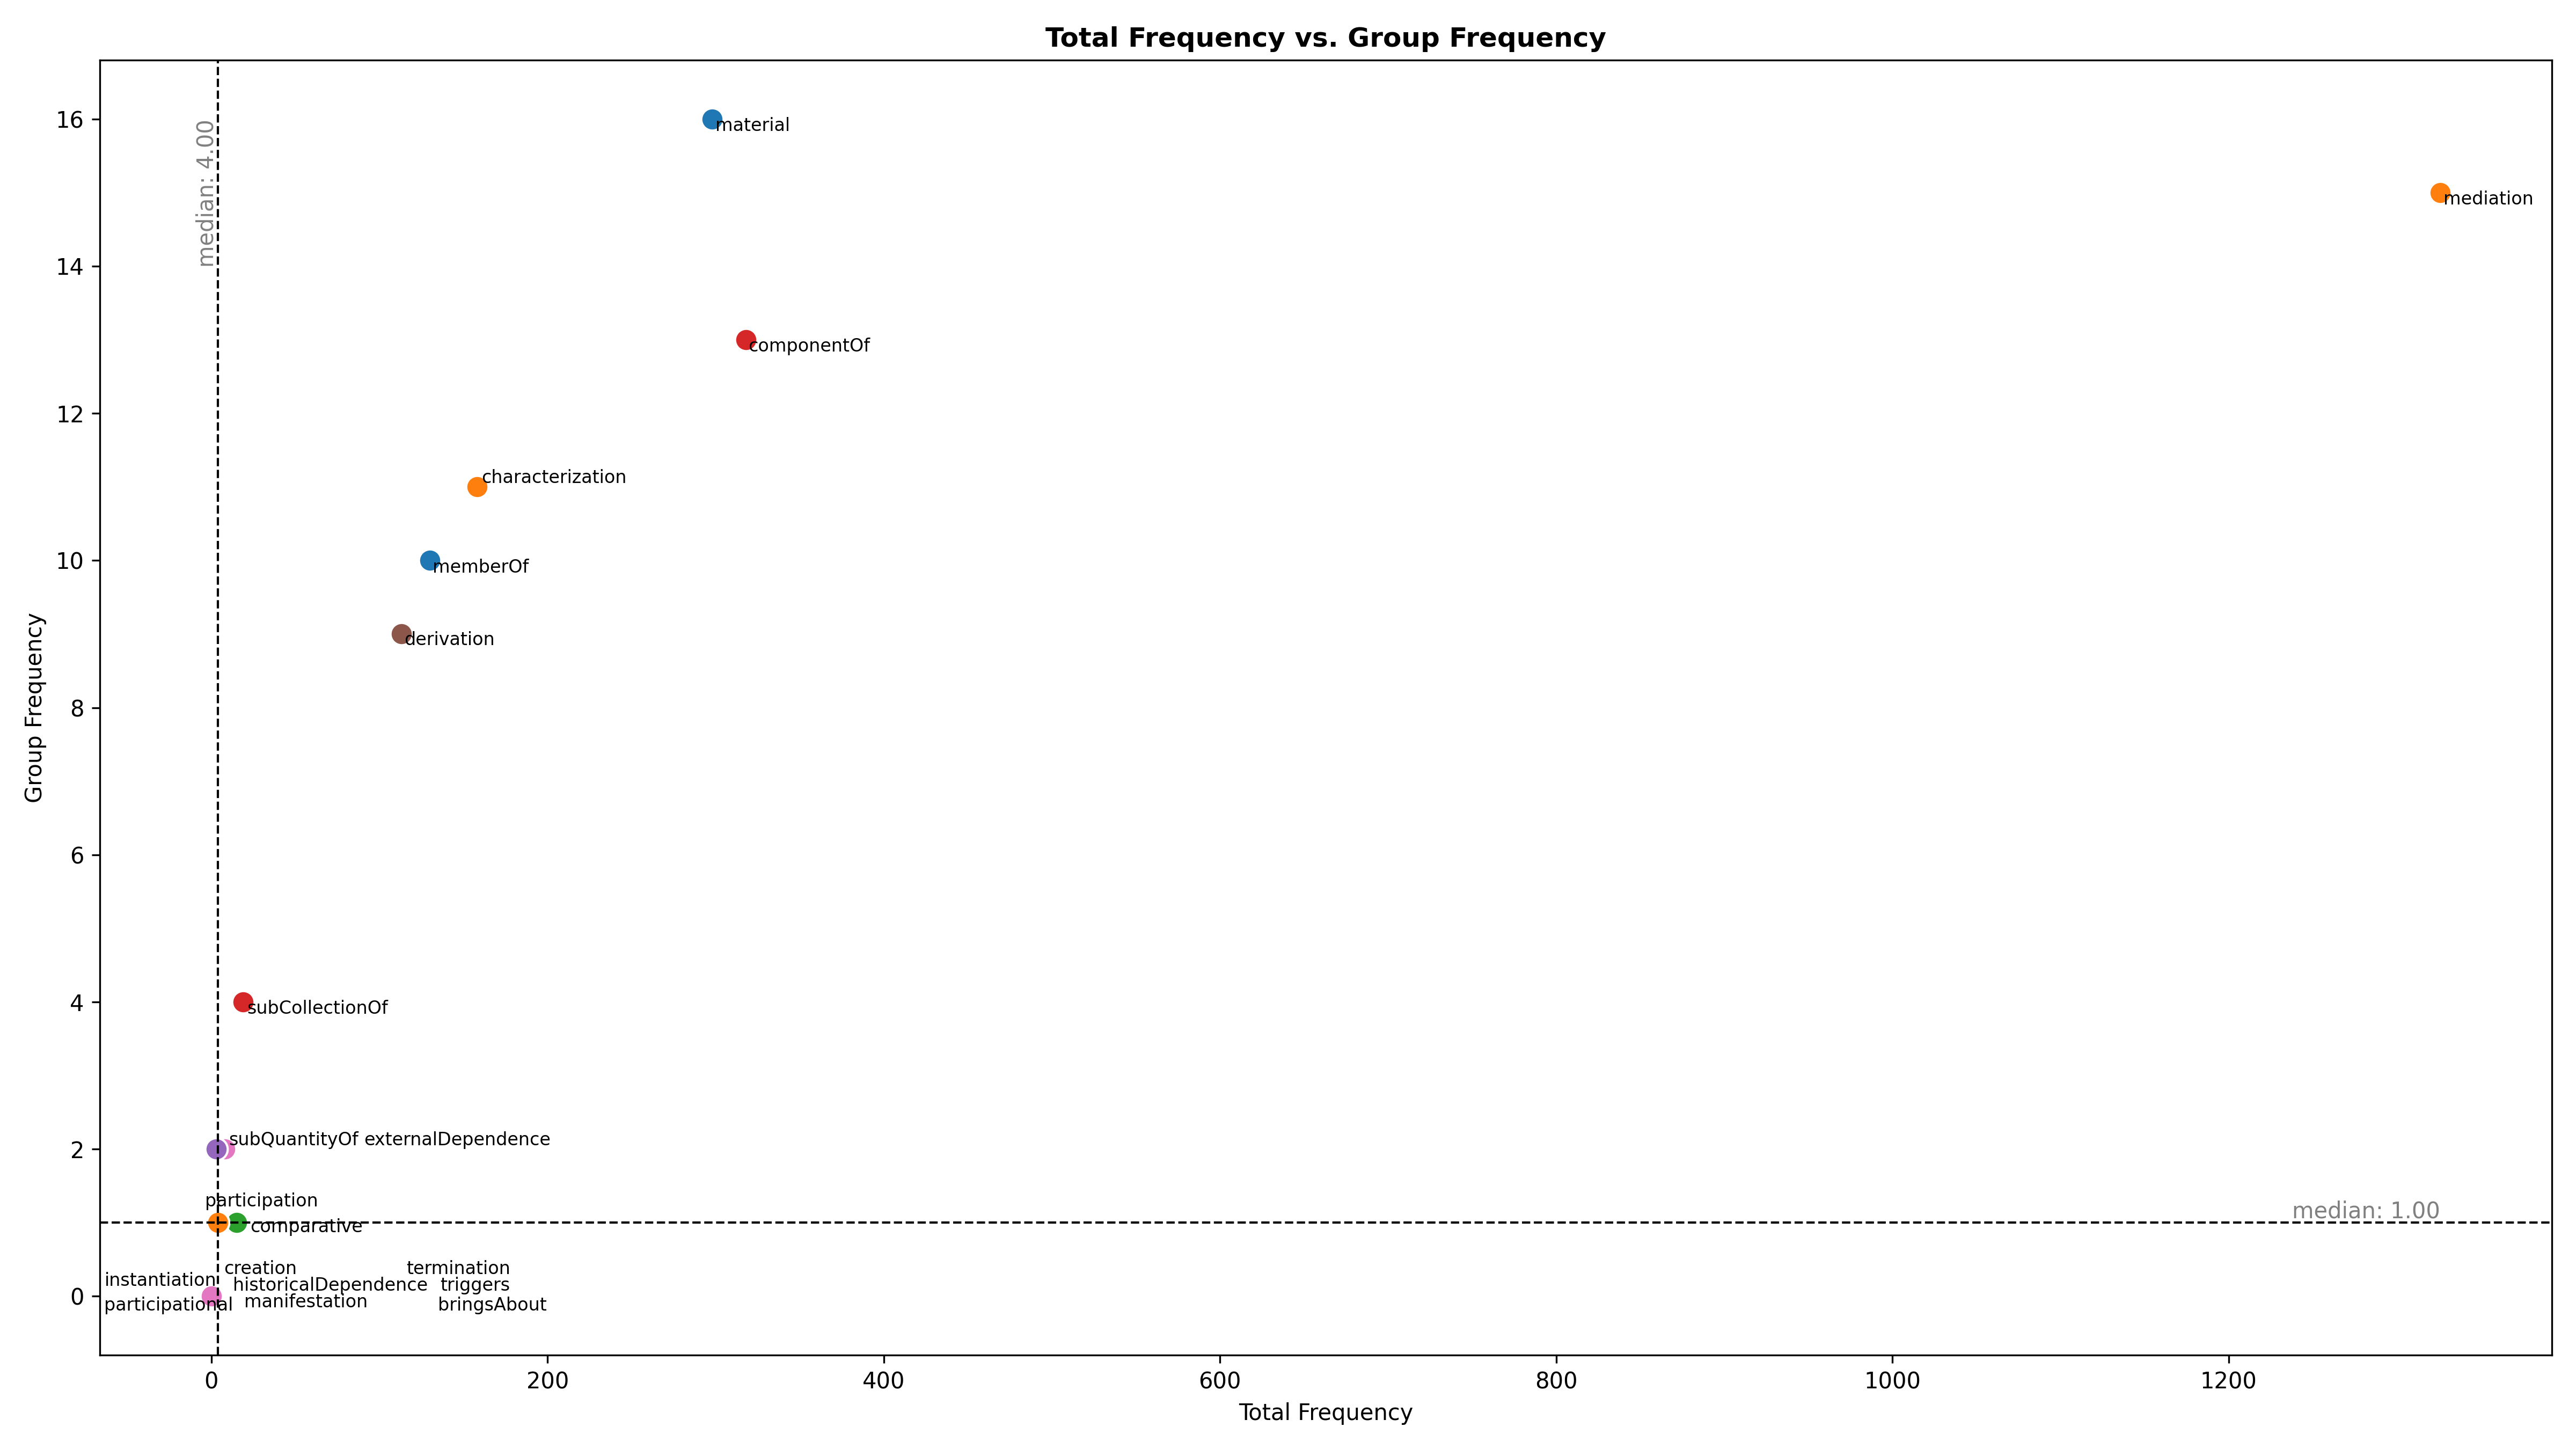 Total Frequency vs. Group Frequency
16
material
median: 4.00
mediation
14
componentOf
12
characterization
10
memberOf
derivation
8
Group Frequency
6
4
subCollectionOf
2
subQuantityOf externalDependence
participation
median: 1.00
comparative
creation termination
instantiation historicalDependence triggers
0
participational manifestation bringsAbout
0 200 400 600 800 1000 1200
Total Frequency